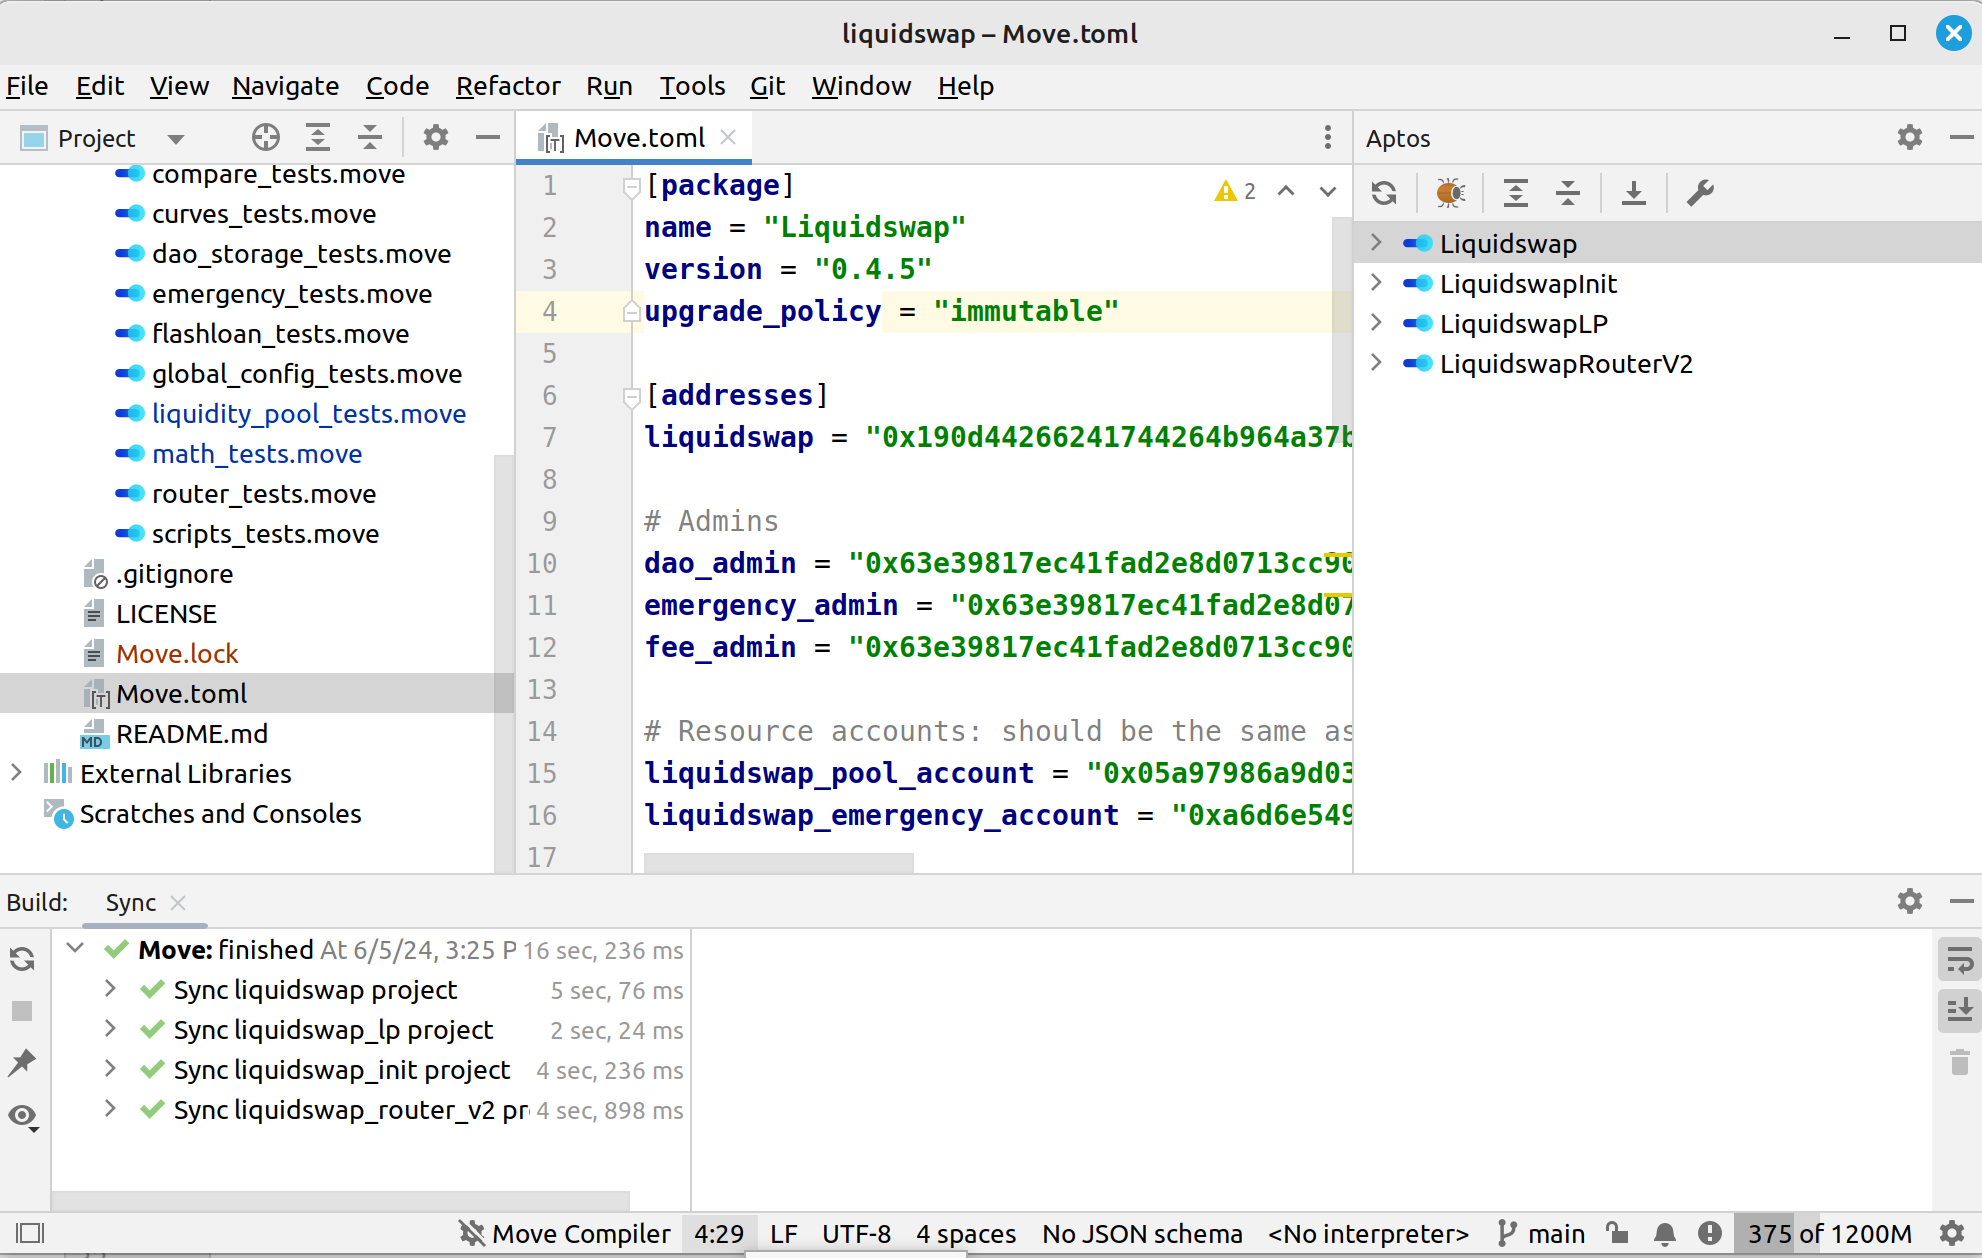 liquidswap – Move.toml
File Edit View Navigate Code Refactor Run Tools Git Window Help
Project
compare_tests.move
curves_tests.move
dao_storage_tests.move
emergency_tests.move
flashloan_tests.move
global_config_tests.move
liquidity_pool_tests.move
math_tests.move
router_tests.move
scripts_tests.move
.gitignore
LICENSE
Move.lock
Move.toml
README.md
External Libraries
Scratches and Consoles
Move.toml
2
1 [package]
2 name = "Liquidswap"
3 version = "0.4.5"
4 upgrade_policy = "immutable"
5
6 [addresses]
7 liquidswap = "0x190d44266241744264b964a37b
8
9 # Admins
10 dao_admin = "0x63e39817ec41fad2e8d0713cc90
11 emergency_admin = "0x63e39817ec41fad2e8d07
12 fee_admin = "0x63e39817ec41fad2e8d0713cc90
13
14 # Resource accounts: should be the same as
15 liquidswap_pool_account = "0x05a97986a9d03
16 liquidswap_emergency_account = "0xa6d6e549
17
Aptos
Liquidswap
LiquidswapInit
LiquidswapLP
LiquidswapRouterV2
Build: Sync
Move: finished At 6/5/24, 3:25 P 16 sec, 236 ms
Sync liquidswap project 5 sec, 76 ms
Sync liquidswap_lp project 2 sec, 24 ms
Sync liquidswap_init project 4 sec, 236 ms
Sync liquidswap_router_v2 pr 4 sec, 898 ms
Move Compiler 4:29 LF UTF-8 4 spaces No JSON schema <No interpreter> main 375 of 1200M